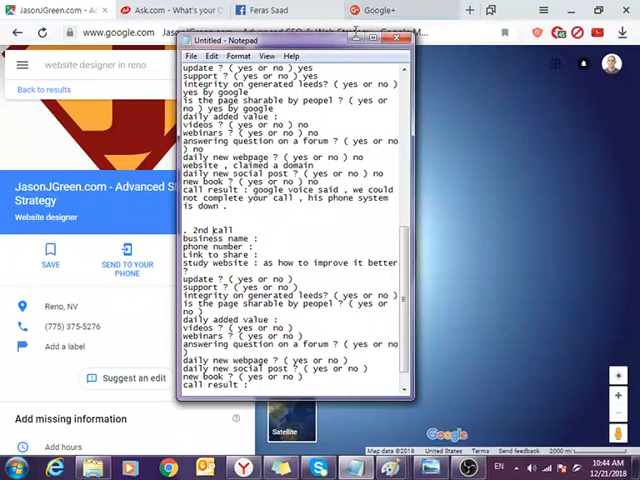 JasonJGreen.com - Advanced S
Ask.com - What's your Q
Feras Saad
Google+
www.google.com
website designer in reno
Back to results
JasonJGreen.com - Advanced S
Strategy
Website designer
SAVE
SEND TO YOUR
PHONE
Reno, NV
(775) 375-5276
Add a label
Suggest an edit
Add missing information
Add hours
Untitled - Notepad
File Edit Format View Help
update ? ( yes or no ) yes
support ? ( yes or no ) yes
integrity on generated leeds? ( yes or no )
yes by google
is the page sharable by peopel ? ( yes or
no ) yes by google
daily added value :
videos ? ( yes or no ) no
webinars ? ( yes or no ) no
answering question on a forum ? ( yes or no
) no
daily new webpage ? ( yes or no ) no
website , claimed a domain
daily new social post ? ( yes or no ) no
new book ? ( yes or no ) no
call result : google voice said , we could
not complete your call , his phone system
is down .
. 2nd call
business name :
phone number :
Link to share :
study website : as how to improve it better
?
update ? ( yes or no )
support ? ( yes or no )
integrity on generated leeds? ( yes or no )
is the page sharable by peopel ? ( yes or
no )
daily added value :
videos ? ( yes or no )
webinars ? ( yes or no )
answering question on a forum ? ( yes or no
)
daily new webpage ? ( yes or no )
daily new social post ? ( yes or no )
new book ? ( yes or no )
call result :
Satellite
Google
Map data ©2018 Terms Send feedback 2000 mi
EN
10:44 AM
12/21/2018